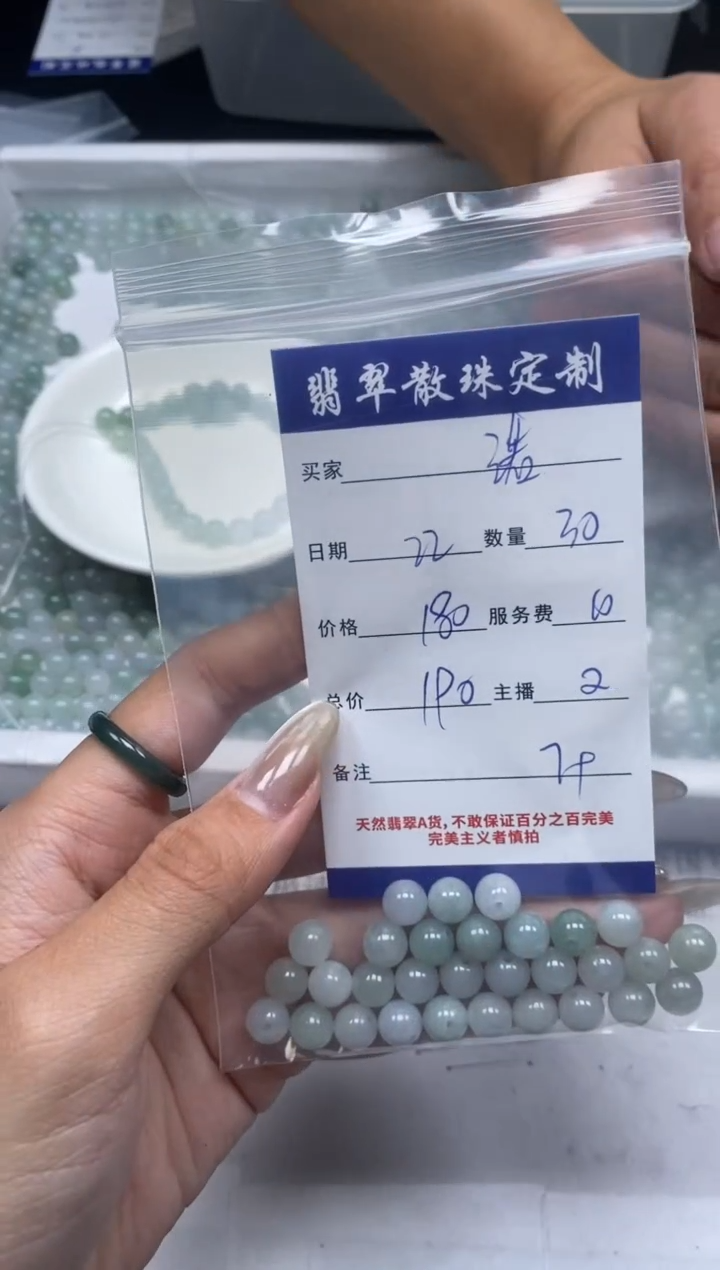 翡翠散珠定制
买家 浩
日期 22 数量 30
价格 180 服务费 10
总价 190 主播 2
备注 7+
天然翡翠A货,不敢保证百分之百完美
完美主义者慎拍